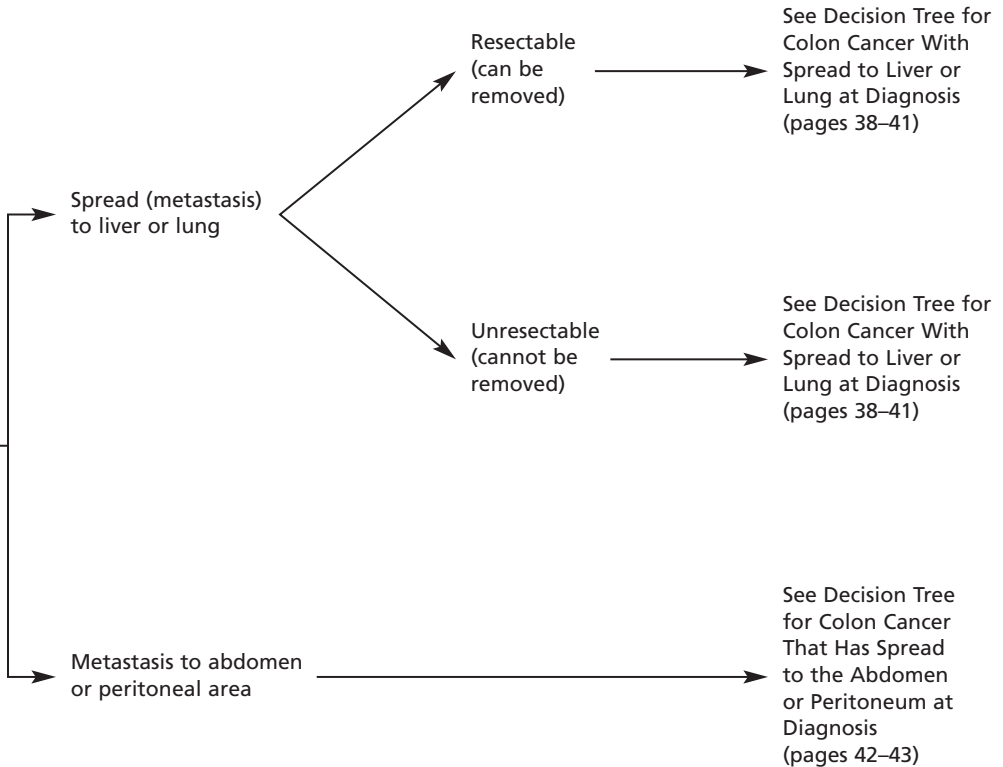 Resectable
(can be
removed)
See Decision Tree for
Colon Cancer With
Spread to Liver or
Lung at Diagnosis
(pages 38–41)
Spread (metastasis)
to liver or lung
Unresectable
(cannot be
removed)
See Decision Tree for
Colon Cancer With
Spread to Liver or
Lung at Diagnosis
(pages 38–41)
Metastasis to abdomen
or peritoneal area
See Decision Tree
for Colon Cancer
That Has Spread
to the Abdomen
or Peritoneum at
Diagnosis
(pages 42–43)